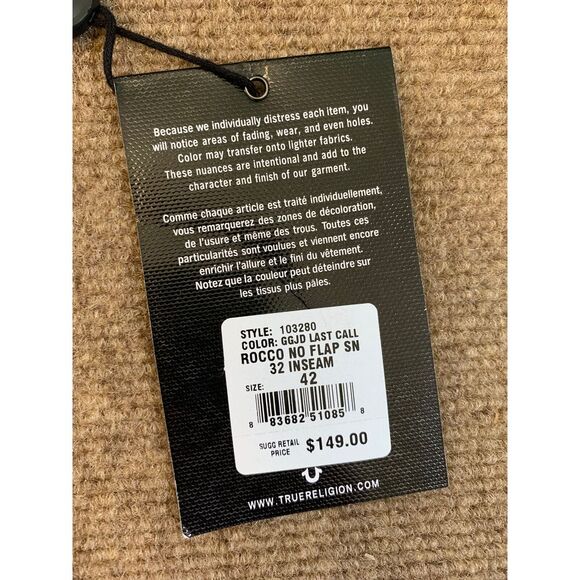 Because we individually distress each item, you
will notice areas of fading, wear, and even holes.
Color may transfer onto lighter fabrics.
These nuances are intentional and add to the
character and finish of our garment.
Comme chaque article est traité individuellement,
vous remarquerez des zones de décoloration,
de l'usure et même des trous. Toutes ces
particularités sont voulues et viennent encore
enrichir l'allure et le fini du vêtement.
Notez que la couleur peut déteindre sur
les tissus plus pâles.
STYLE: 103280
COLOR: GGJD LAST CALL
ROCCO NO FLAP SN
32 INSEAM
SIZE: 42
8 83682 51085 8
SUGG RETAIL
PRICE $149.00
WWW.TRUERELIGION.COM